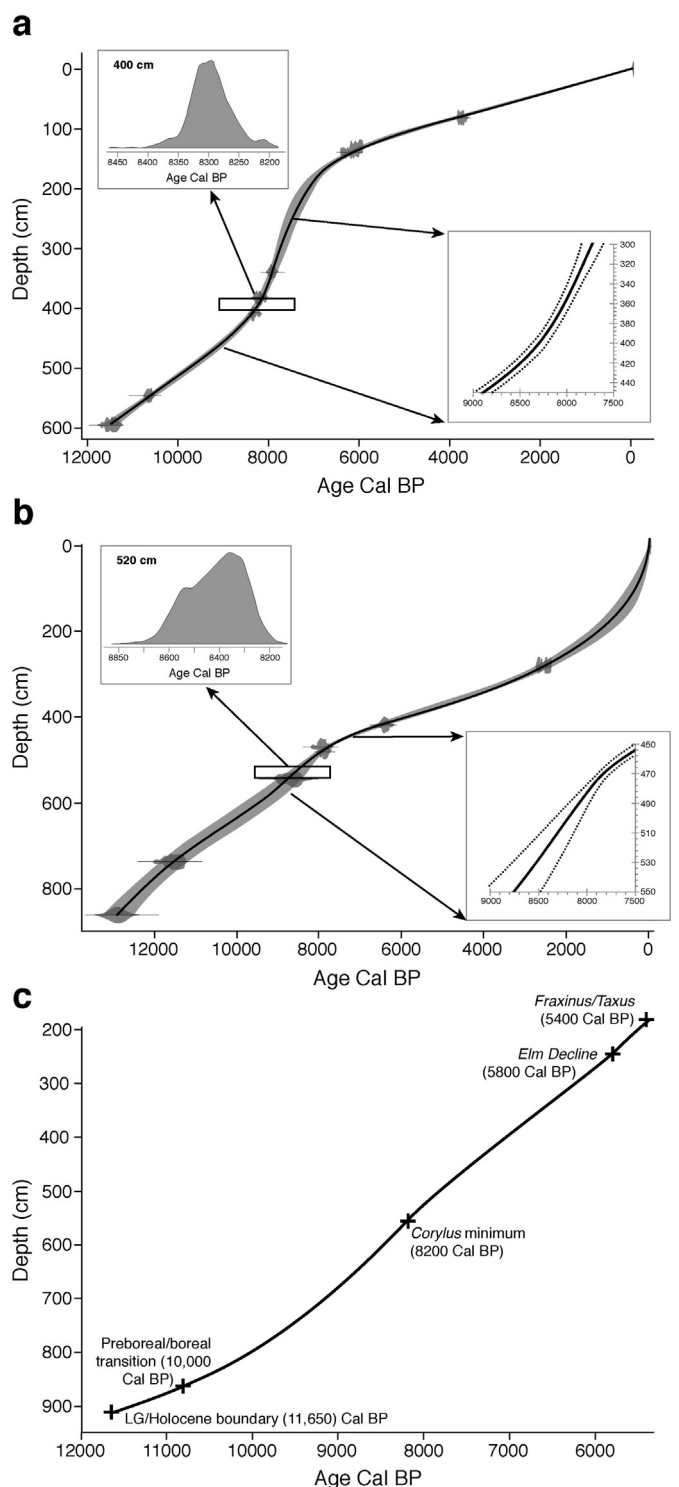 a
0
100
200
300
400
500
600
Depth (cm)
12000 10000 8000 6000 4000 2000 0
Age Cal BP
400 cm
8450 8400 8350 8300 8250 8200
Age Cal BP
300
320
340
360
380
400
420
440
9000 8500 8000 7500
b
0
200
400
600
800
Depth (cm)
12000 10000 8000 6000 4000 2000 0
Age Cal BP
520 cm
8850 8600 8400 8200
Age Cal BP
450
470
490
510
530
550
9000 8500 8000 7500
c
200
300
400
500
600
700
800
900
Depth (cm)
Fraxinus/Taxus
(5400 Cal BP)
Elm Decline
(5800 Cal BP)
Corylus minimum
(8200 Cal BP)
Preboreal/boreal
transition (10,000
Cal BP)
LG/Holocene boundary (11,650) Cal BP
12000 11000 10000 9000 8000 7000 6000
Age Cal BP